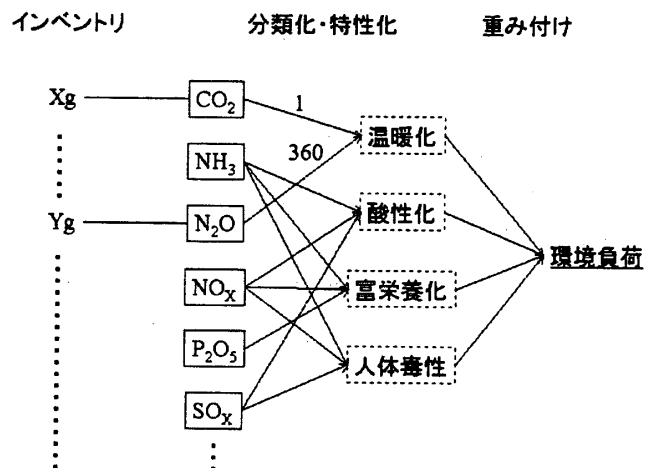 インベントリ 分類化・特性化 重み付け
Xg CO₂ 1
温暖化
NH₃ 360
Yg N₂O 酸性化
環境負荷
NOX 富栄養化
P₂O₅ 人体毒性
SOX